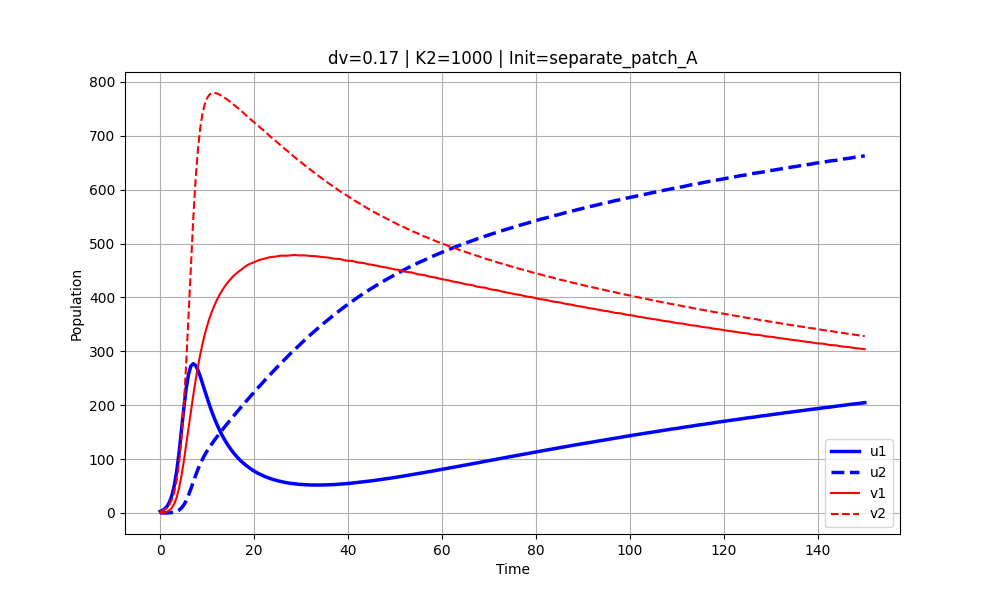 dv=0.17 | K2=1000 | Init=separate_patch_A
Population
800
700
600
500
400
300
200
100
0
0 20 40 60 80 100 120 140
Time
u1
u2
v1
v2